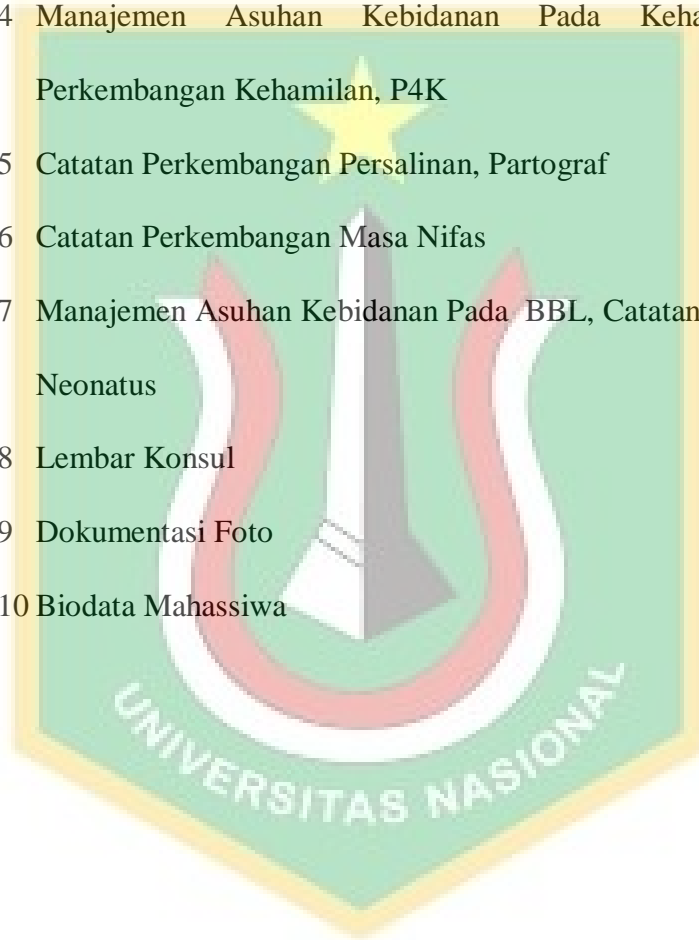 4 Manajemen Asuhan Kebidanan Pada Keha
Perkembangan Kehamilan, P4K
5 Catatan Perkembangan Persalinan, Partograf
6 Catatan Perkembangan Masa Nifas
7 Manajemen Asuhan Kebidanan Pada BBL, Catatan
Neonatus
8 Lembar Konsul
9 Dokumentasi Foto
10 Biodata Mahassiwa
UNIVERSITAS NASIONAL